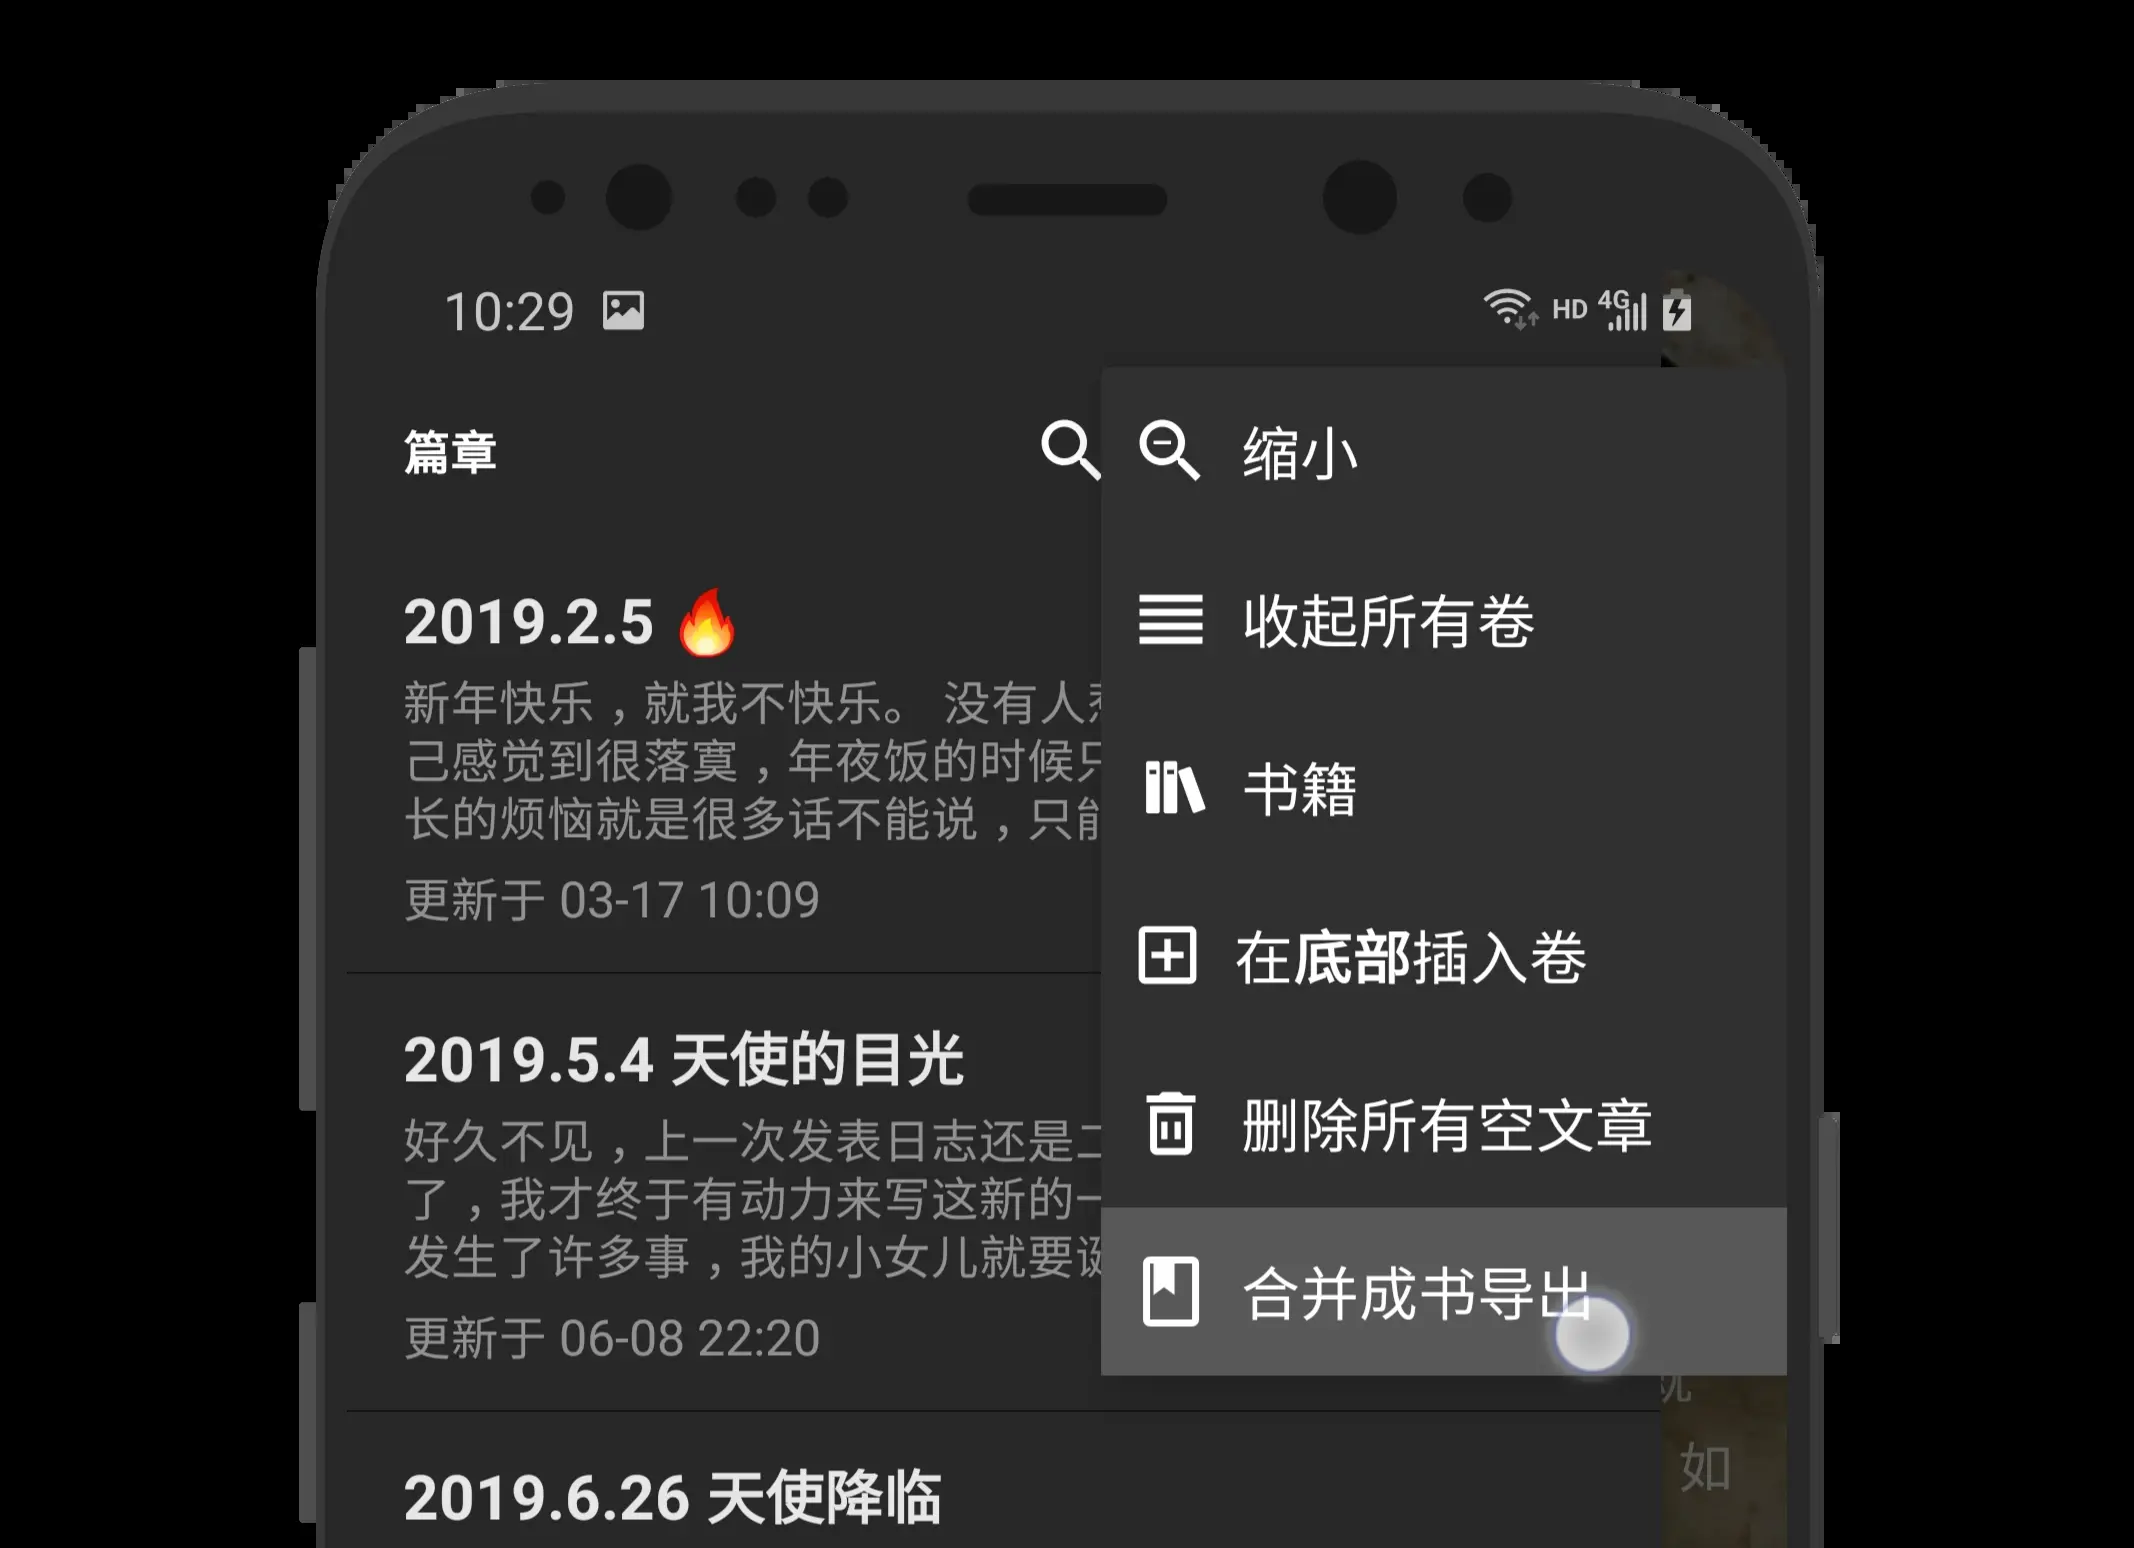 10:29
HD 4G
篇章
2019.2.5
新年快乐，就我不快乐。 没有人
己感觉到很落寞，年夜饭的时候
长的烦恼就是很多话不能说，只能
更新于 03-17 10:09
2019.5.4 天使的目光
好久不见，上一次发表日志还是二
了，我才终于有动力来写这新的一
发生了许多事，我的小女儿就要
更新于 06-08 22:20
2019.6.26 天使降临
缩小
收起所有卷
书籍
在底部插入卷
删除所有空文章
合并成书导出
如